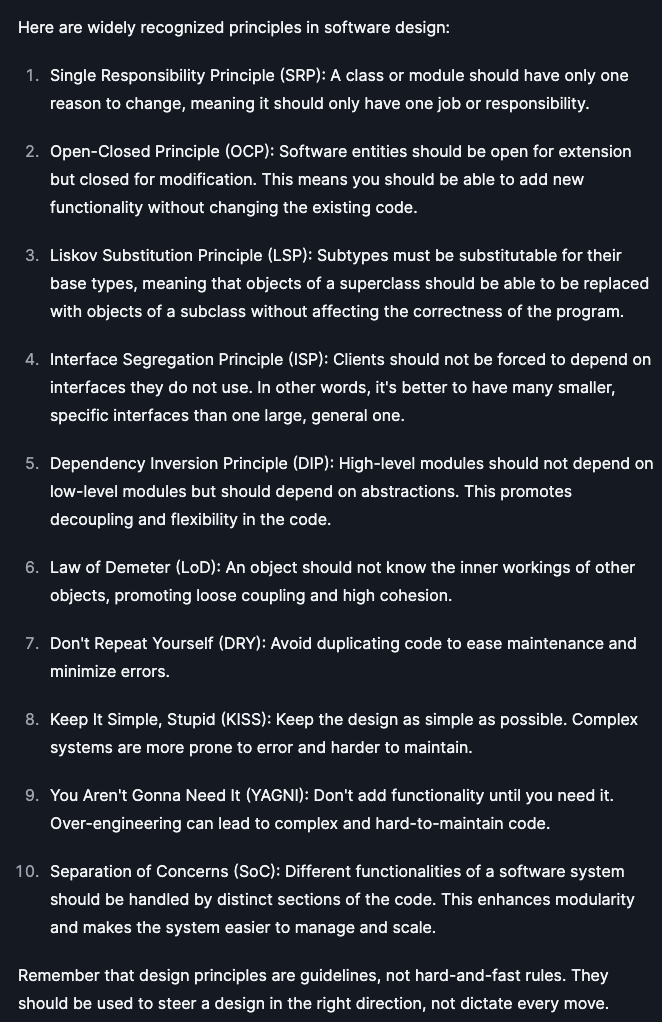 Here are widely recognized principles in software design:
1. Single Responsibility Principle (SRP): A class or module should have only one
reason to change, meaning it should only have one job or responsibility.
2. Open-Closed Principle (OCP): Software entities should be open for extension
but closed for modification. This means you should be able to add new
functionality without changing the existing code.
3. Liskov Substitution Principle (LSP): Subtypes must be substitutable for their
base types, meaning that objects of a superclass should be able to be replaced
with objects of a subclass without affecting the correctness of the program.
4. Interface Segregation Principle (ISP): Clients should not be forced to depend on
interfaces they do not use. In other words, it's better to have many smaller,
specific interfaces than one large, general one.
5. Dependency Inversion Principle (DIP): High-level modules should not depend on
low-level modules but should depend on abstractions. This promotes
decoupling and flexibility in the code.
6. Law of Demeter (LoD): An object should not know the inner workings of other
objects, promoting loose coupling and high cohesion.
7. Don't Repeat Yourself (DRY): Avoid duplicating code to ease maintenance and
minimize errors.
8. Keep It Simple, Stupid (KISS): Keep the design as simple as possible. Complex
systems are more prone to error and harder to maintain.
9. You Aren't Gonna Need It (YAGNI): Don't add functionality until you need it.
Over-engineering can lead to complex and hard-to-maintain code.
10. Separation of Concerns (SoC): Different functionalities of a software system
should be handled by distinct sections of the code. This enhances modularity
and makes the system easier to manage and scale.
Remember that design principles are guidelines, not hard-and-fast rules. They
should be used to steer a design in the right direction, not dictate every move.